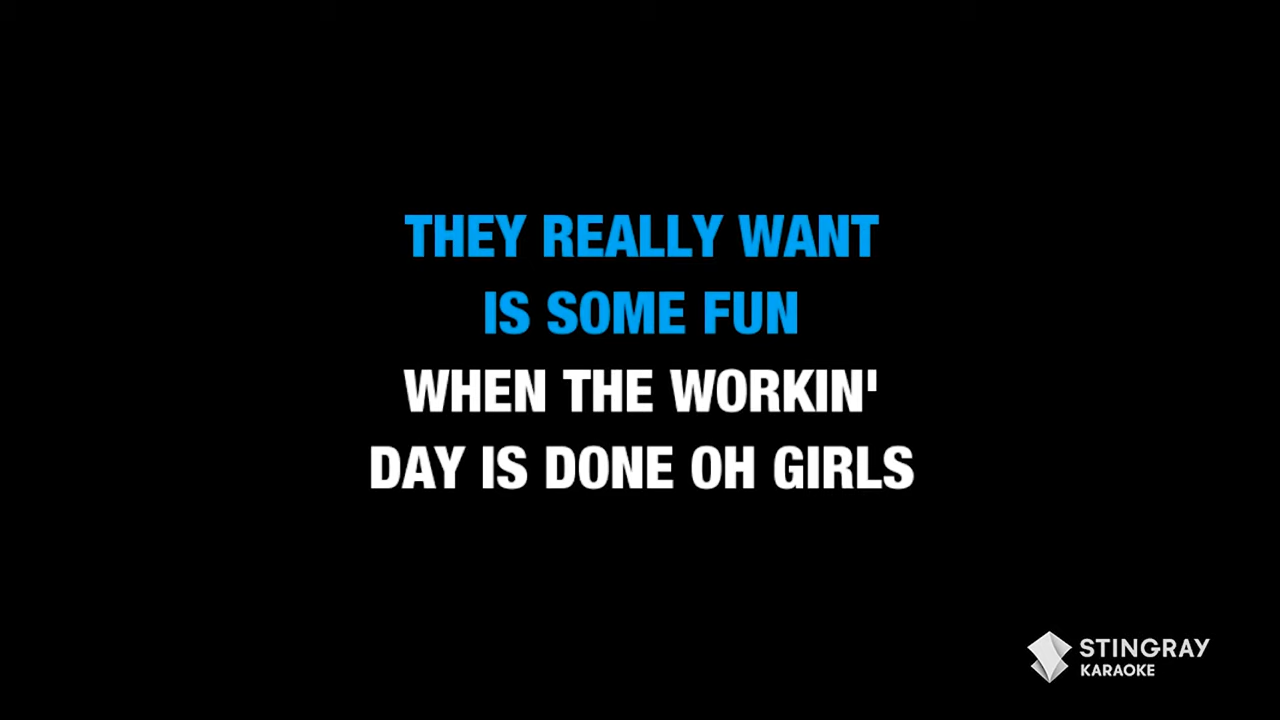 THEY REALLY WANT
IS SOME FUN
WHEN THE WORKIN'
DAY IS DONE OH GIRLS
STINGRAY
KARAOKE